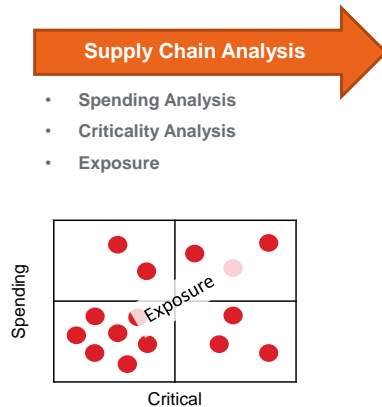 Supply Chain Analysis
• Spending Analysis
• Criticality Analysis
• Exposure
Spending
Exposure
Critical